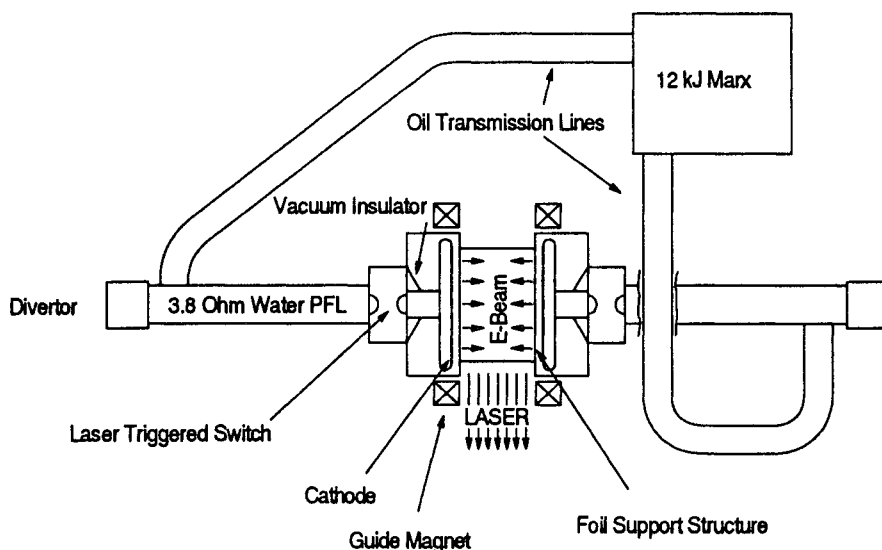 12 kJ Marx
Oil Transmission Lines
Vacuum Insulator
Divertor
3.8 Ohm Water PFL
E-Beam
Laser Triggered Switch
LASER
Cathode
Guide Magnet
Foil Support Structure